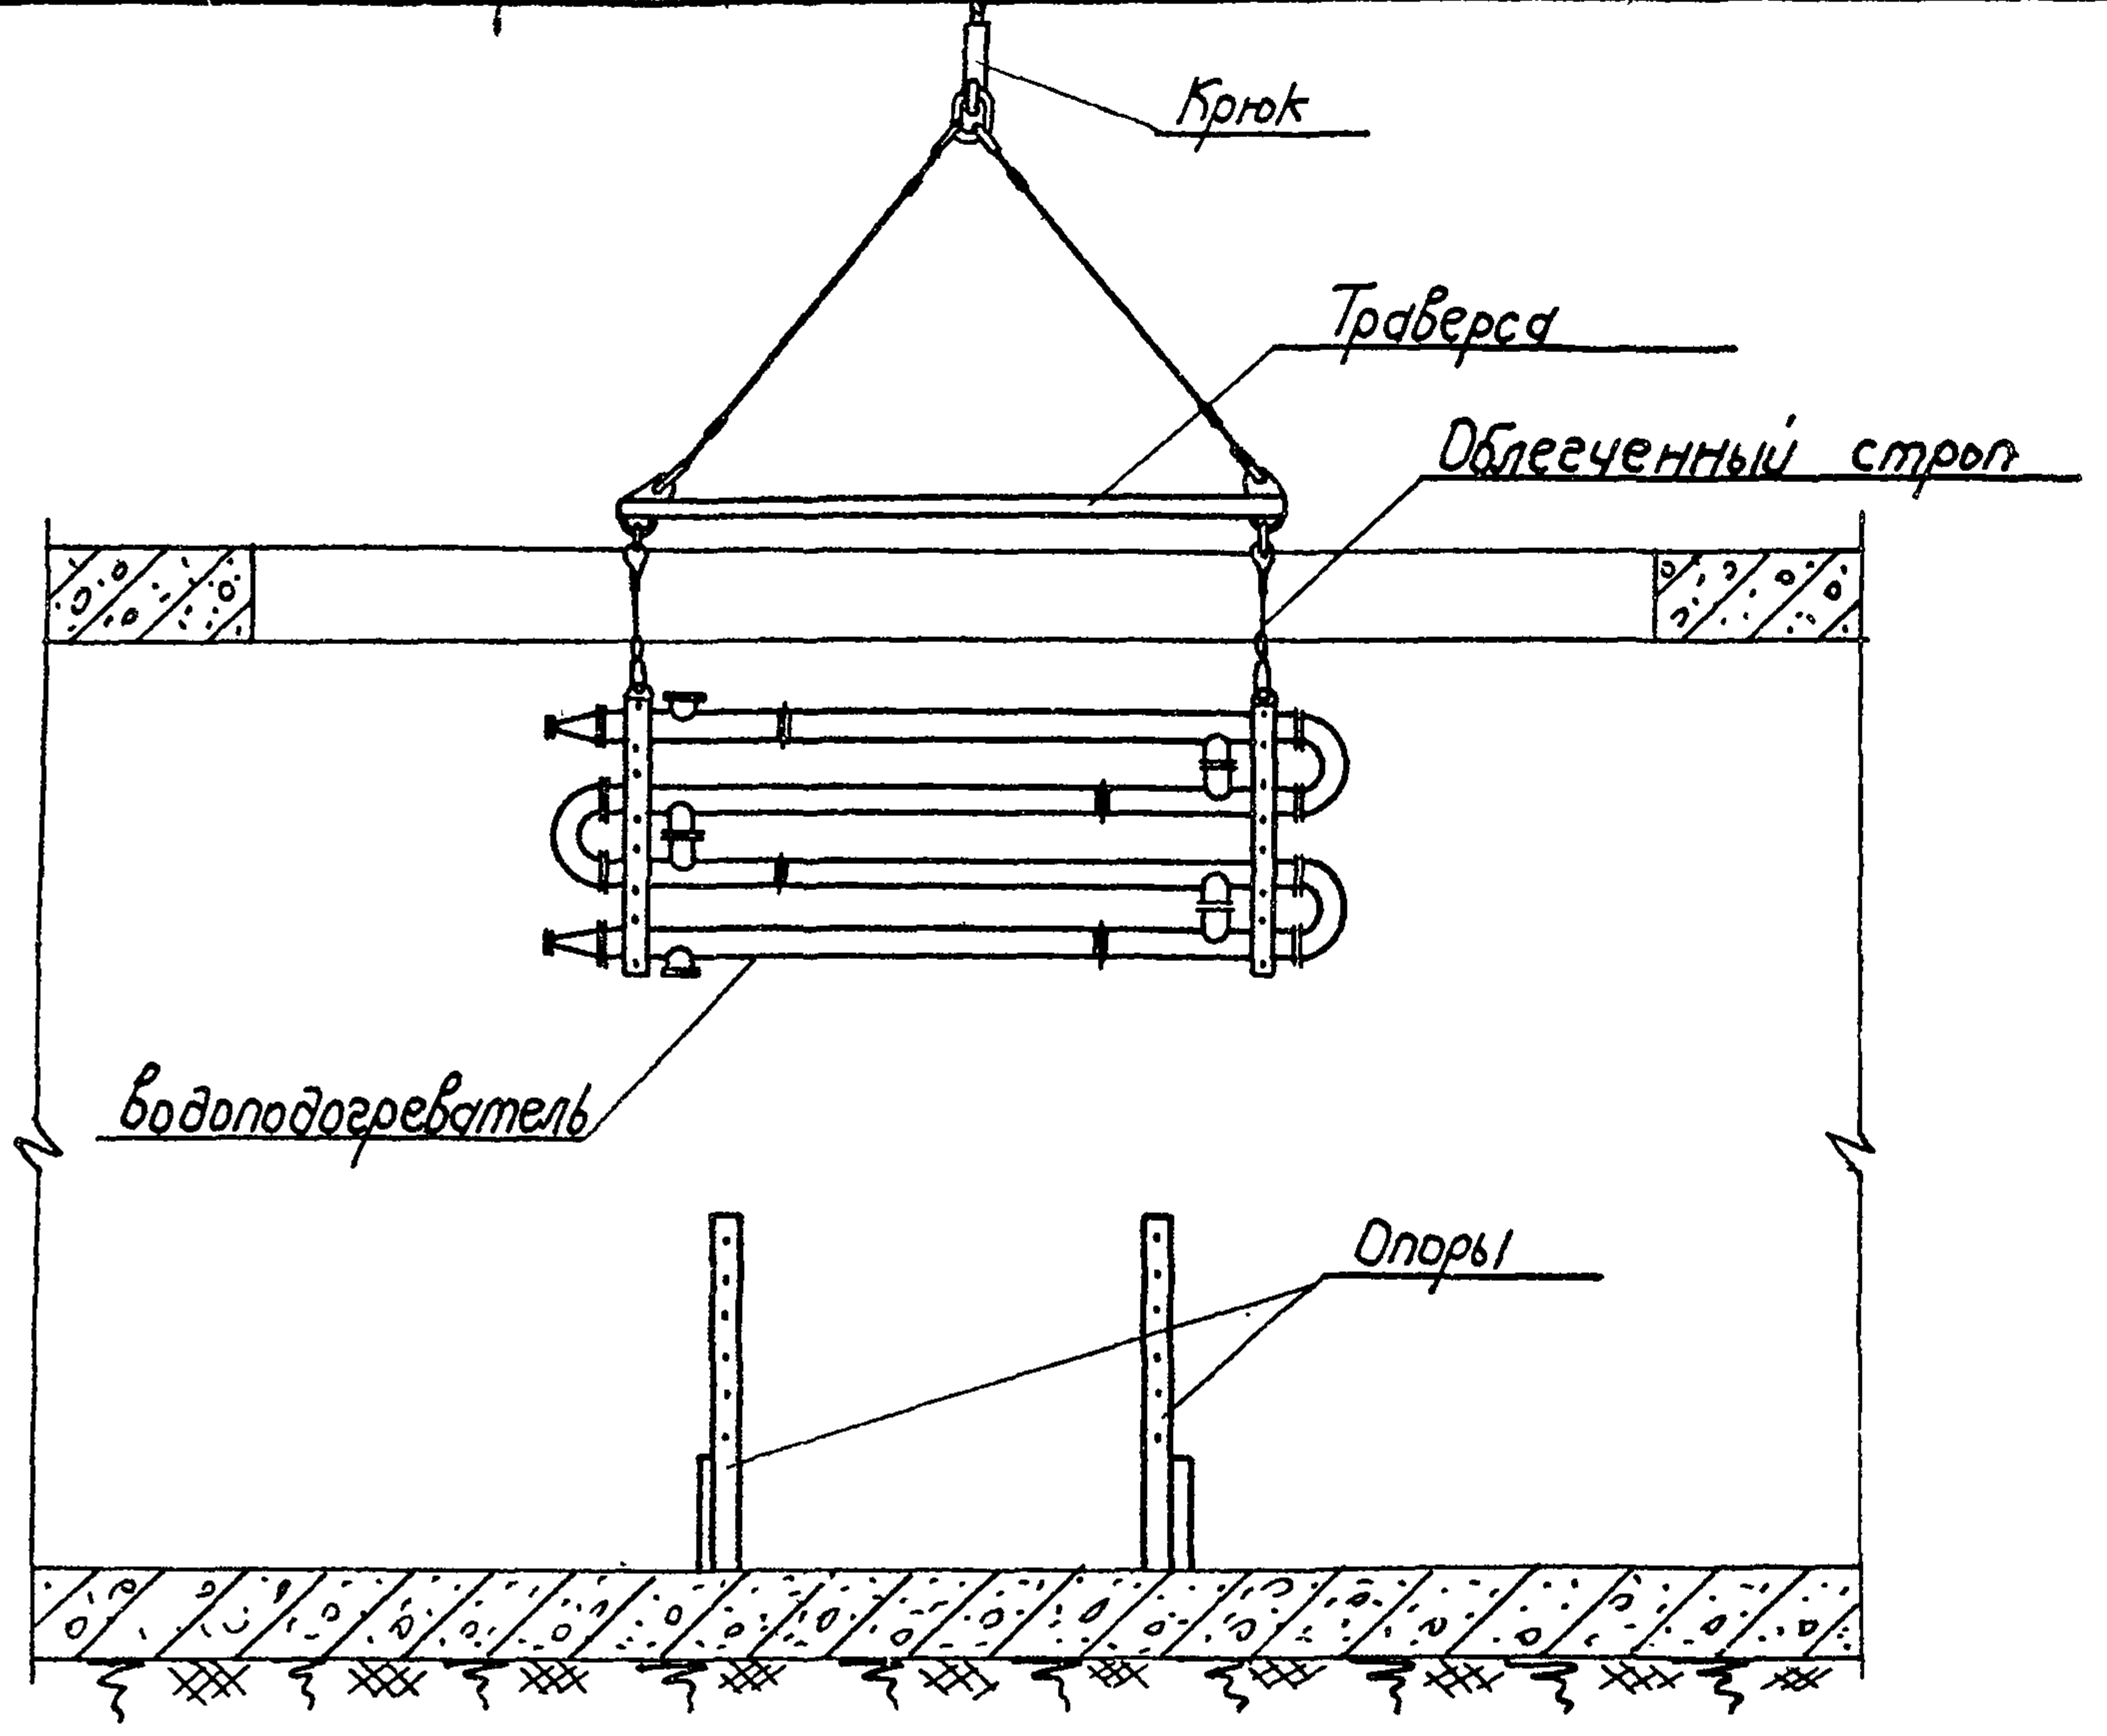 Крюк
Траверса
Облегченный строп
Водоподогреватель
Опоры